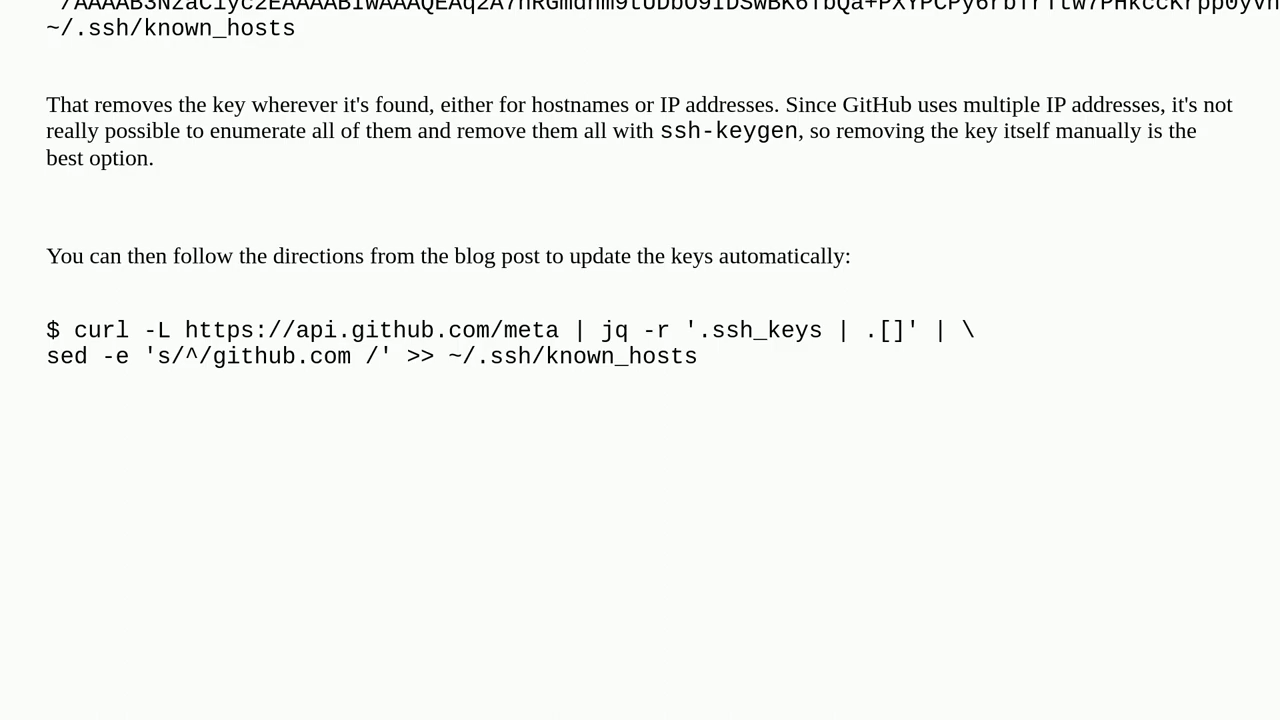 ~/.ssh/known_hosts
That removes the key wherever it's found, either for hostnames or IP addresses. Since GitHub uses multiple IP addresses, it's not
really possible to enumerate all of them and remove them all with ssh-keygen, so removing the key itself manually is the
best option.
You can then follow the directions from the blog post to update the keys automatically:
$ curl -L https://api.github.com/meta | jq -r '.ssh_keys | .[]' | \
sed -e 's/^/github.com /' >> ~/.ssh/known_hosts